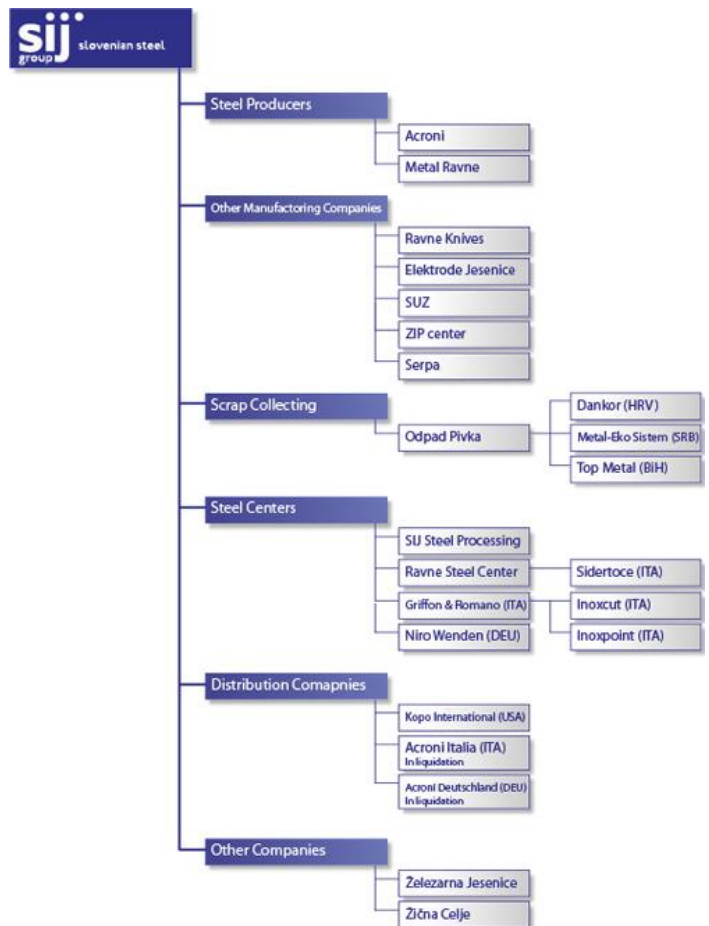 sij slovenian steel
group
Steel Producers
Acroni
Metal Ravne
Other Manufactoring Companies
Ravne Knives
Elektrode Jesenice
SUZ
ZIP center
Serpa
Scrap Collecting
Odpad Pivka
Dankor (HRV)
Metal-Eko Sistem (SRB)
Top Metal (BiH)
Steel Centers
SIJ Steel Processing
Ravne Steel Center
Sidertoce (ITA)
Griffon & Romano (ITA)
Inoxcut (ITA)
Niro Wenden (DEU)
Inoxpoint (ITA)
Distribution Comapnies
Kopo International (USA)
Acroni Italia (ITA)
In liquidation
Acroni Deutschland (DEU)
In liquidation
Other Companies
Železarna Jesenice
Žična Celje